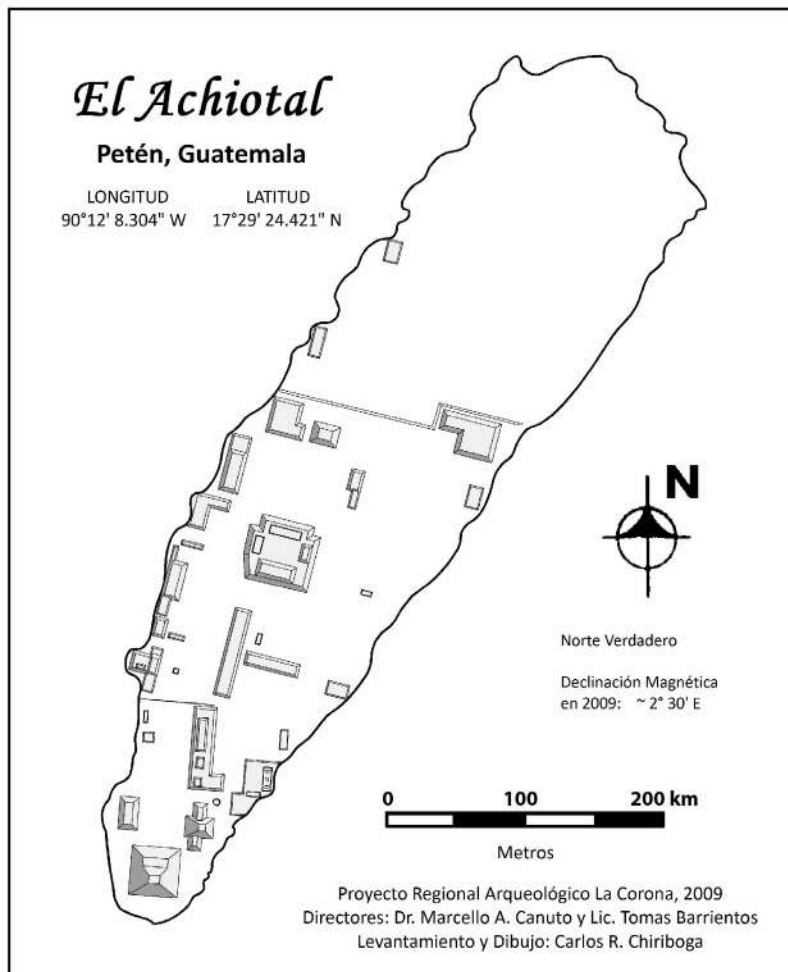 El Achiotal
Petén, Guatemala
LONGITUD LATITUD
90°12' 8.304" W 17°29' 24.421" N
N
Norte Verdadero
Declinación Magnética
en 2009: ~ 2° 30' E
0 100 200 km
Metros
Proyecto Regional Arqueológico La Corona, 2009
Directores: Dr. Marcello A. Canuto y Lic. Tomas Barrientos
Levantamiento y Dibujo: Carlos R. Chiriboga